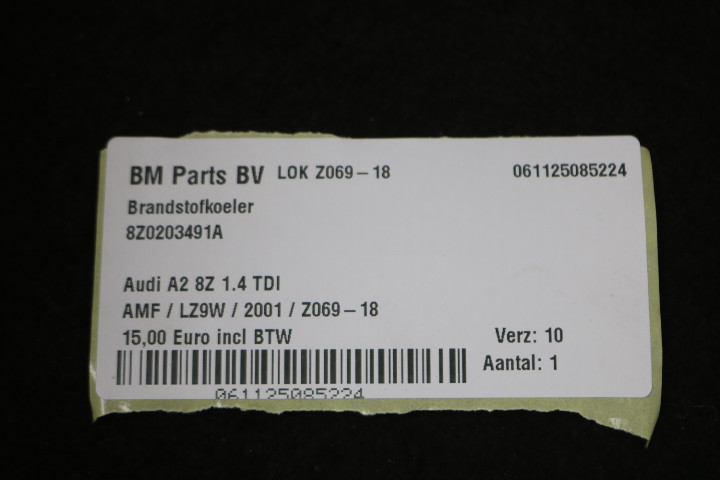 BM Parts BV LOK Z069-18 061125085224
Brandstofkoeler
8Z0203491A
Audi A2 8Z 1.4 TDI
AMF / LZ9W / 2001 / Z069-18
15,00 Euro incl BTW Verz: 10
Aantal: 1
061125085224